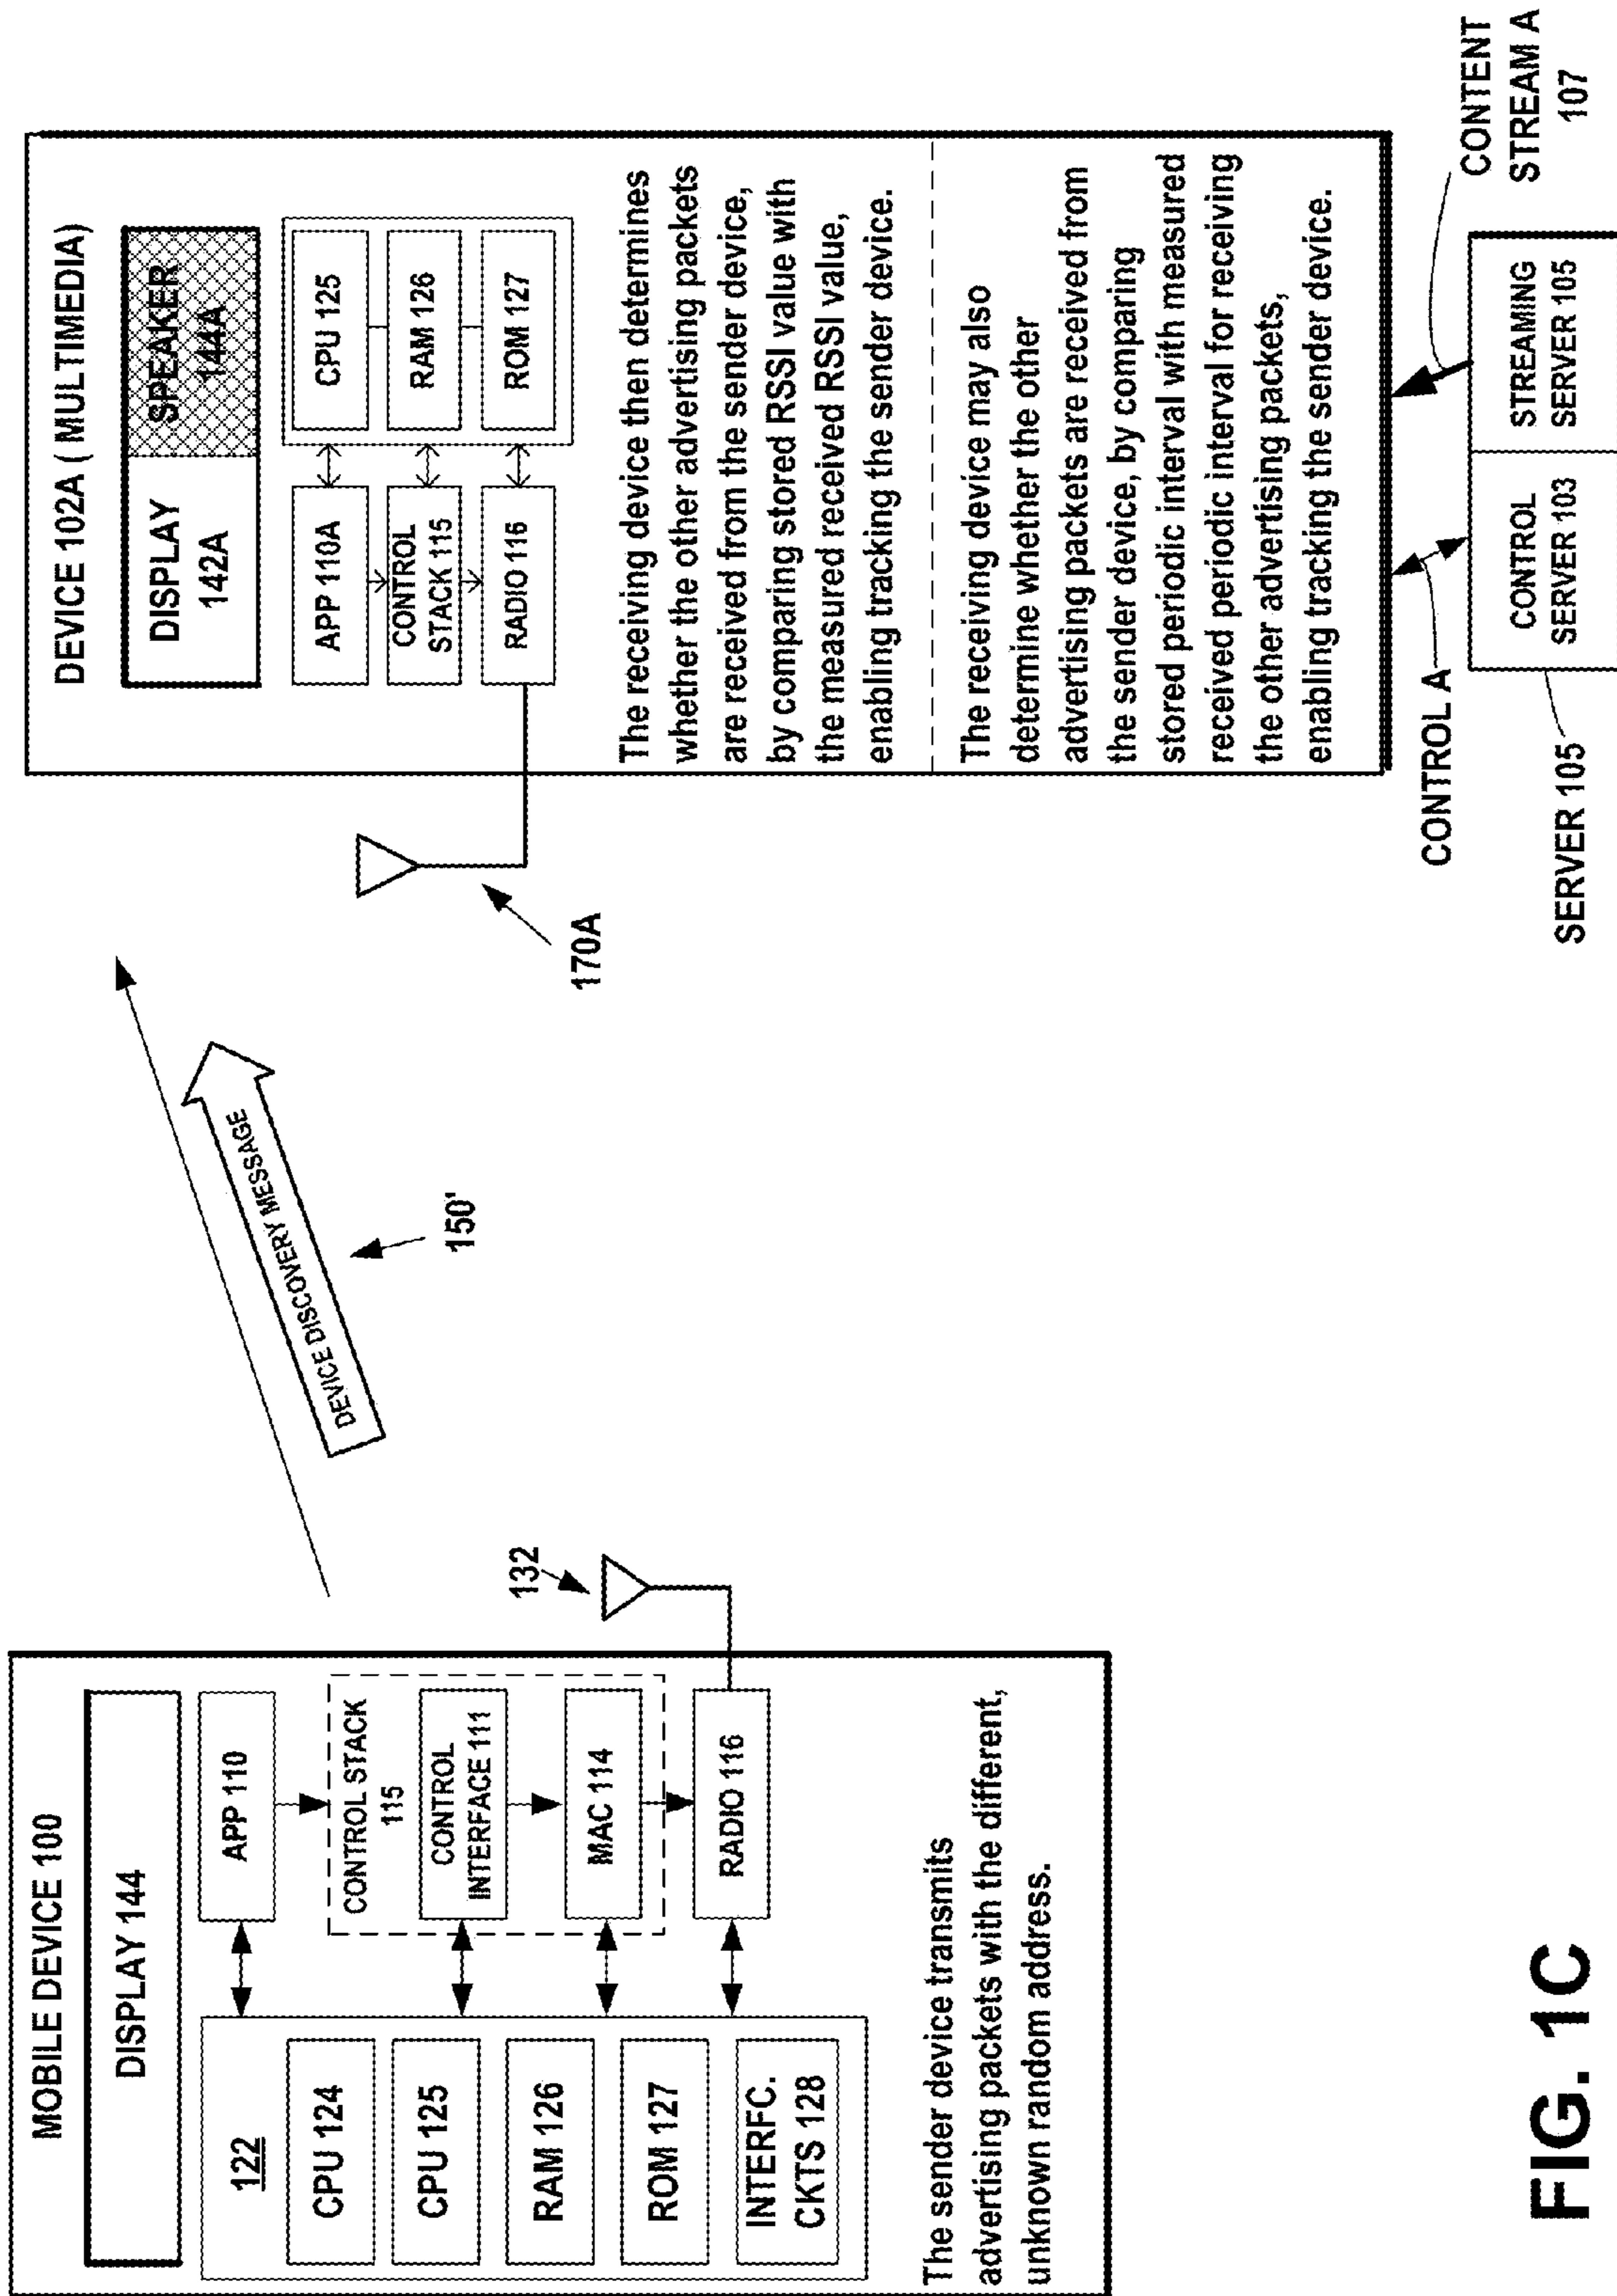 MOBILE DEVICE 100
DISPLAY 144
122
CPU 124
CPU 125
RAM 126
ROM 127
INTERFC.
CKTS 128
APP 110
CONTROL STACK
115
CONTROL
INTERFACE 111
MAC 114
RADIO 116
132
The sender device transmits
advertising packets with the different,
unknown random address.
DEVICE DISCOVERY MESSAGE
150'
DEVICE 102A ( MULTIMEDIA)
DISPLAY
142A
SPEAKER
144A
APP 110A
CONTROL
STACK 115
RADIO 116
CPU 125
RAM 126
ROM 127
170A
The receiving device then determines
whether the other advertising packets
are received from the sender device,
by comparing stored RSSI value with
the measured received RSSI value,
enabling tracking the sender device.
The receiving device may also
determine whether the other
advertising packets are received from
the sender device, by comparing
stored periodic interval with measured
received periodic interval for receiving
the other advertising packets,
enabling tracking the sender device.
CONTROL A
CONTENT
STREAM A
107
CONTROL
SERVER 103
STREAMING
SERVER 105
SERVER 105
FIG. 1C